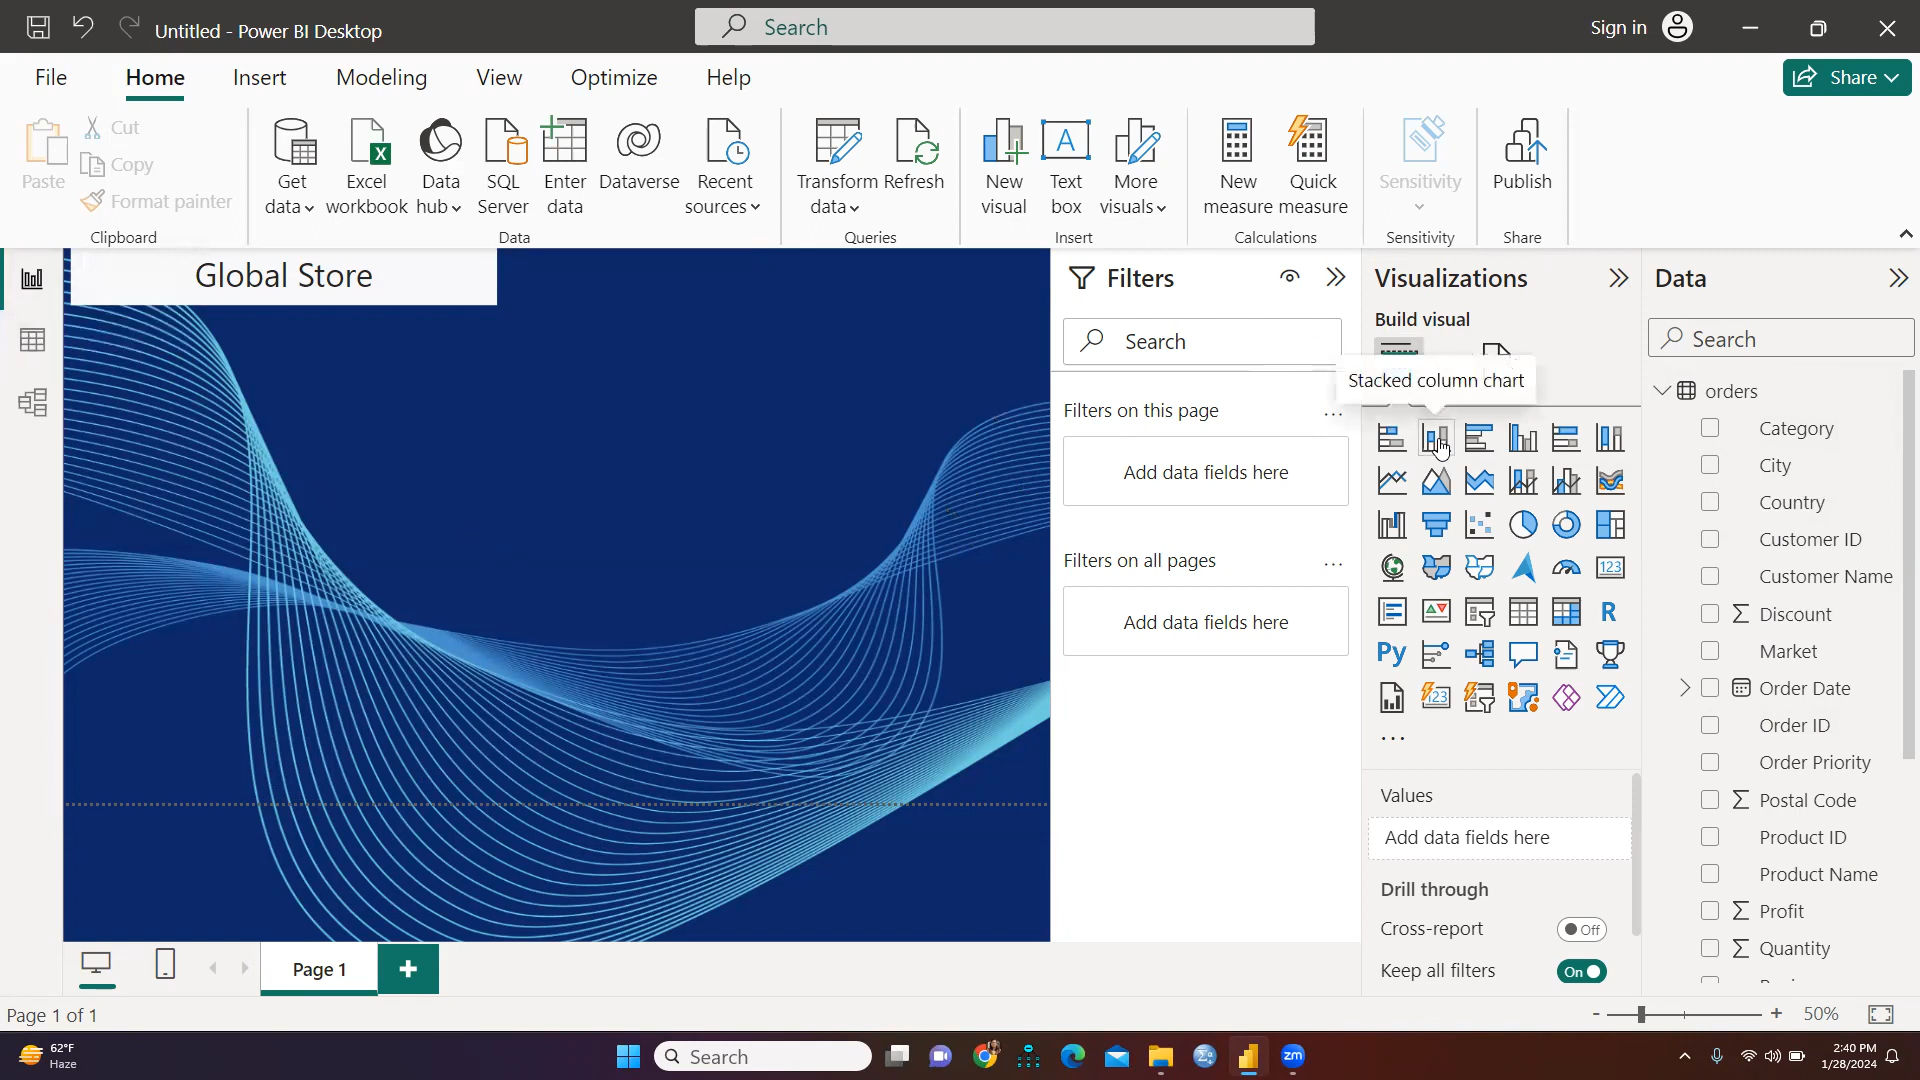 Untitled - Power BI Desktop
Search
Sign in
File
Home
Insert
Modeling
View
Optimize
Help
Share
Paste
Cut
Copy
Format painter
Clipboard
Get data
Excel workbook
Data hub
SQL Server
Enter data
Dataverse
Recent sources
Data
Transform data
Refresh
Queries
New visual
Text box
More visuals
Insert
New measure
Quick measure
Calculations
Sensitivity
Sensitivity
Publish
Share
Global Store
Filters
Search
Filters on this page
...
Add data fields here
Filters on all pages
...
Add data fields here
Visualizations
Build visual
Stacked column chart
123
R
Py
123
...
Values
Add data fields here
Drill through
Cross-report
Off
Keep all filters
On
Data
Search
orders
Category
City
Country
Customer ID
Customer Name
Σ Discount
Market
Order Date
Order ID
Order Priority
Σ Postal Code
Product ID
Product Name
Σ Profit
Σ Quantity
Page 1
Page 1 of 1
- + 50%
62°F
Haze
Search
zm
2:40 PM
1/28/2024